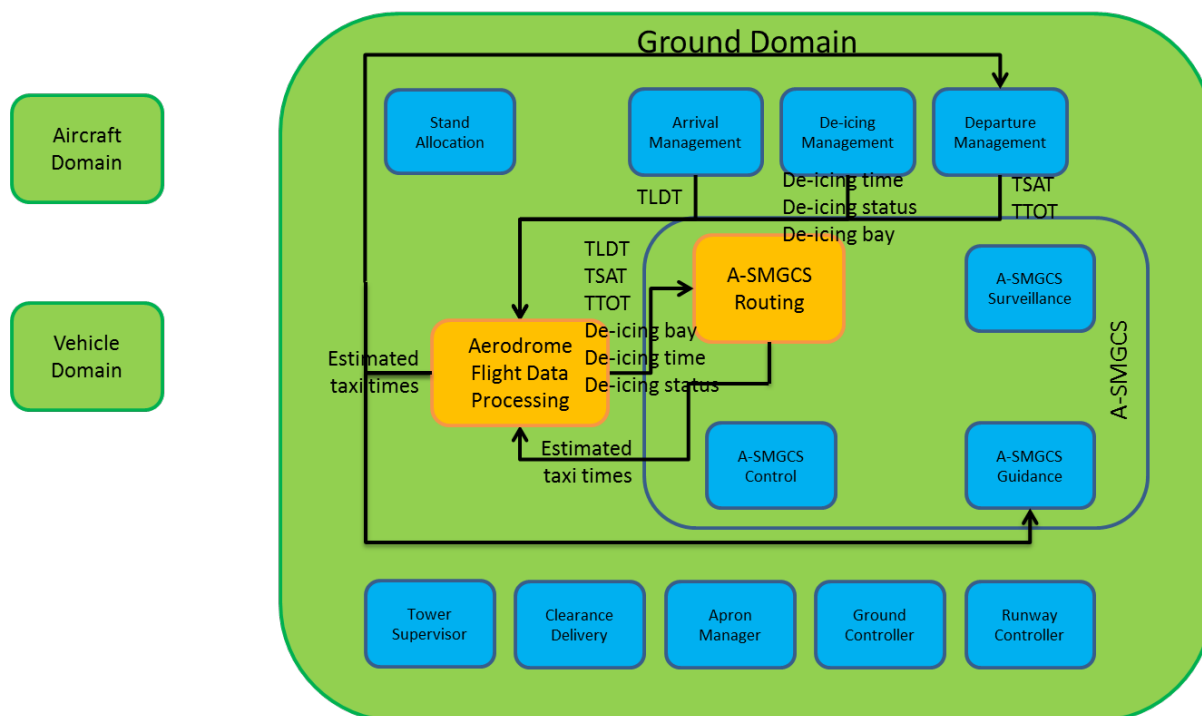 Ground Domain
Aircraft
Domain
Stand
Allocation
Arrival
Management
De-icing
Management
Departure
Management
TLDT
De-icing time
De-icing status
De-icing bay
TSAT
TTOT
TLDT
TSAT
TTOT
De-icing bay
De-icing time
De-icing status
A-SMGCS
Routing
A-SMGCS
Surveillance
A-SMGCS
Vehicle
Domain
Estimated
taxi times
Aerodrome
Flight Data
Processing
Estimated
taxi times
A-SMGCS
Control
A-SMGCS
Guidance
Tower
Supervisor
Clearance
Delivery
Apron
Manager
Ground
Controller
Runway
Controller